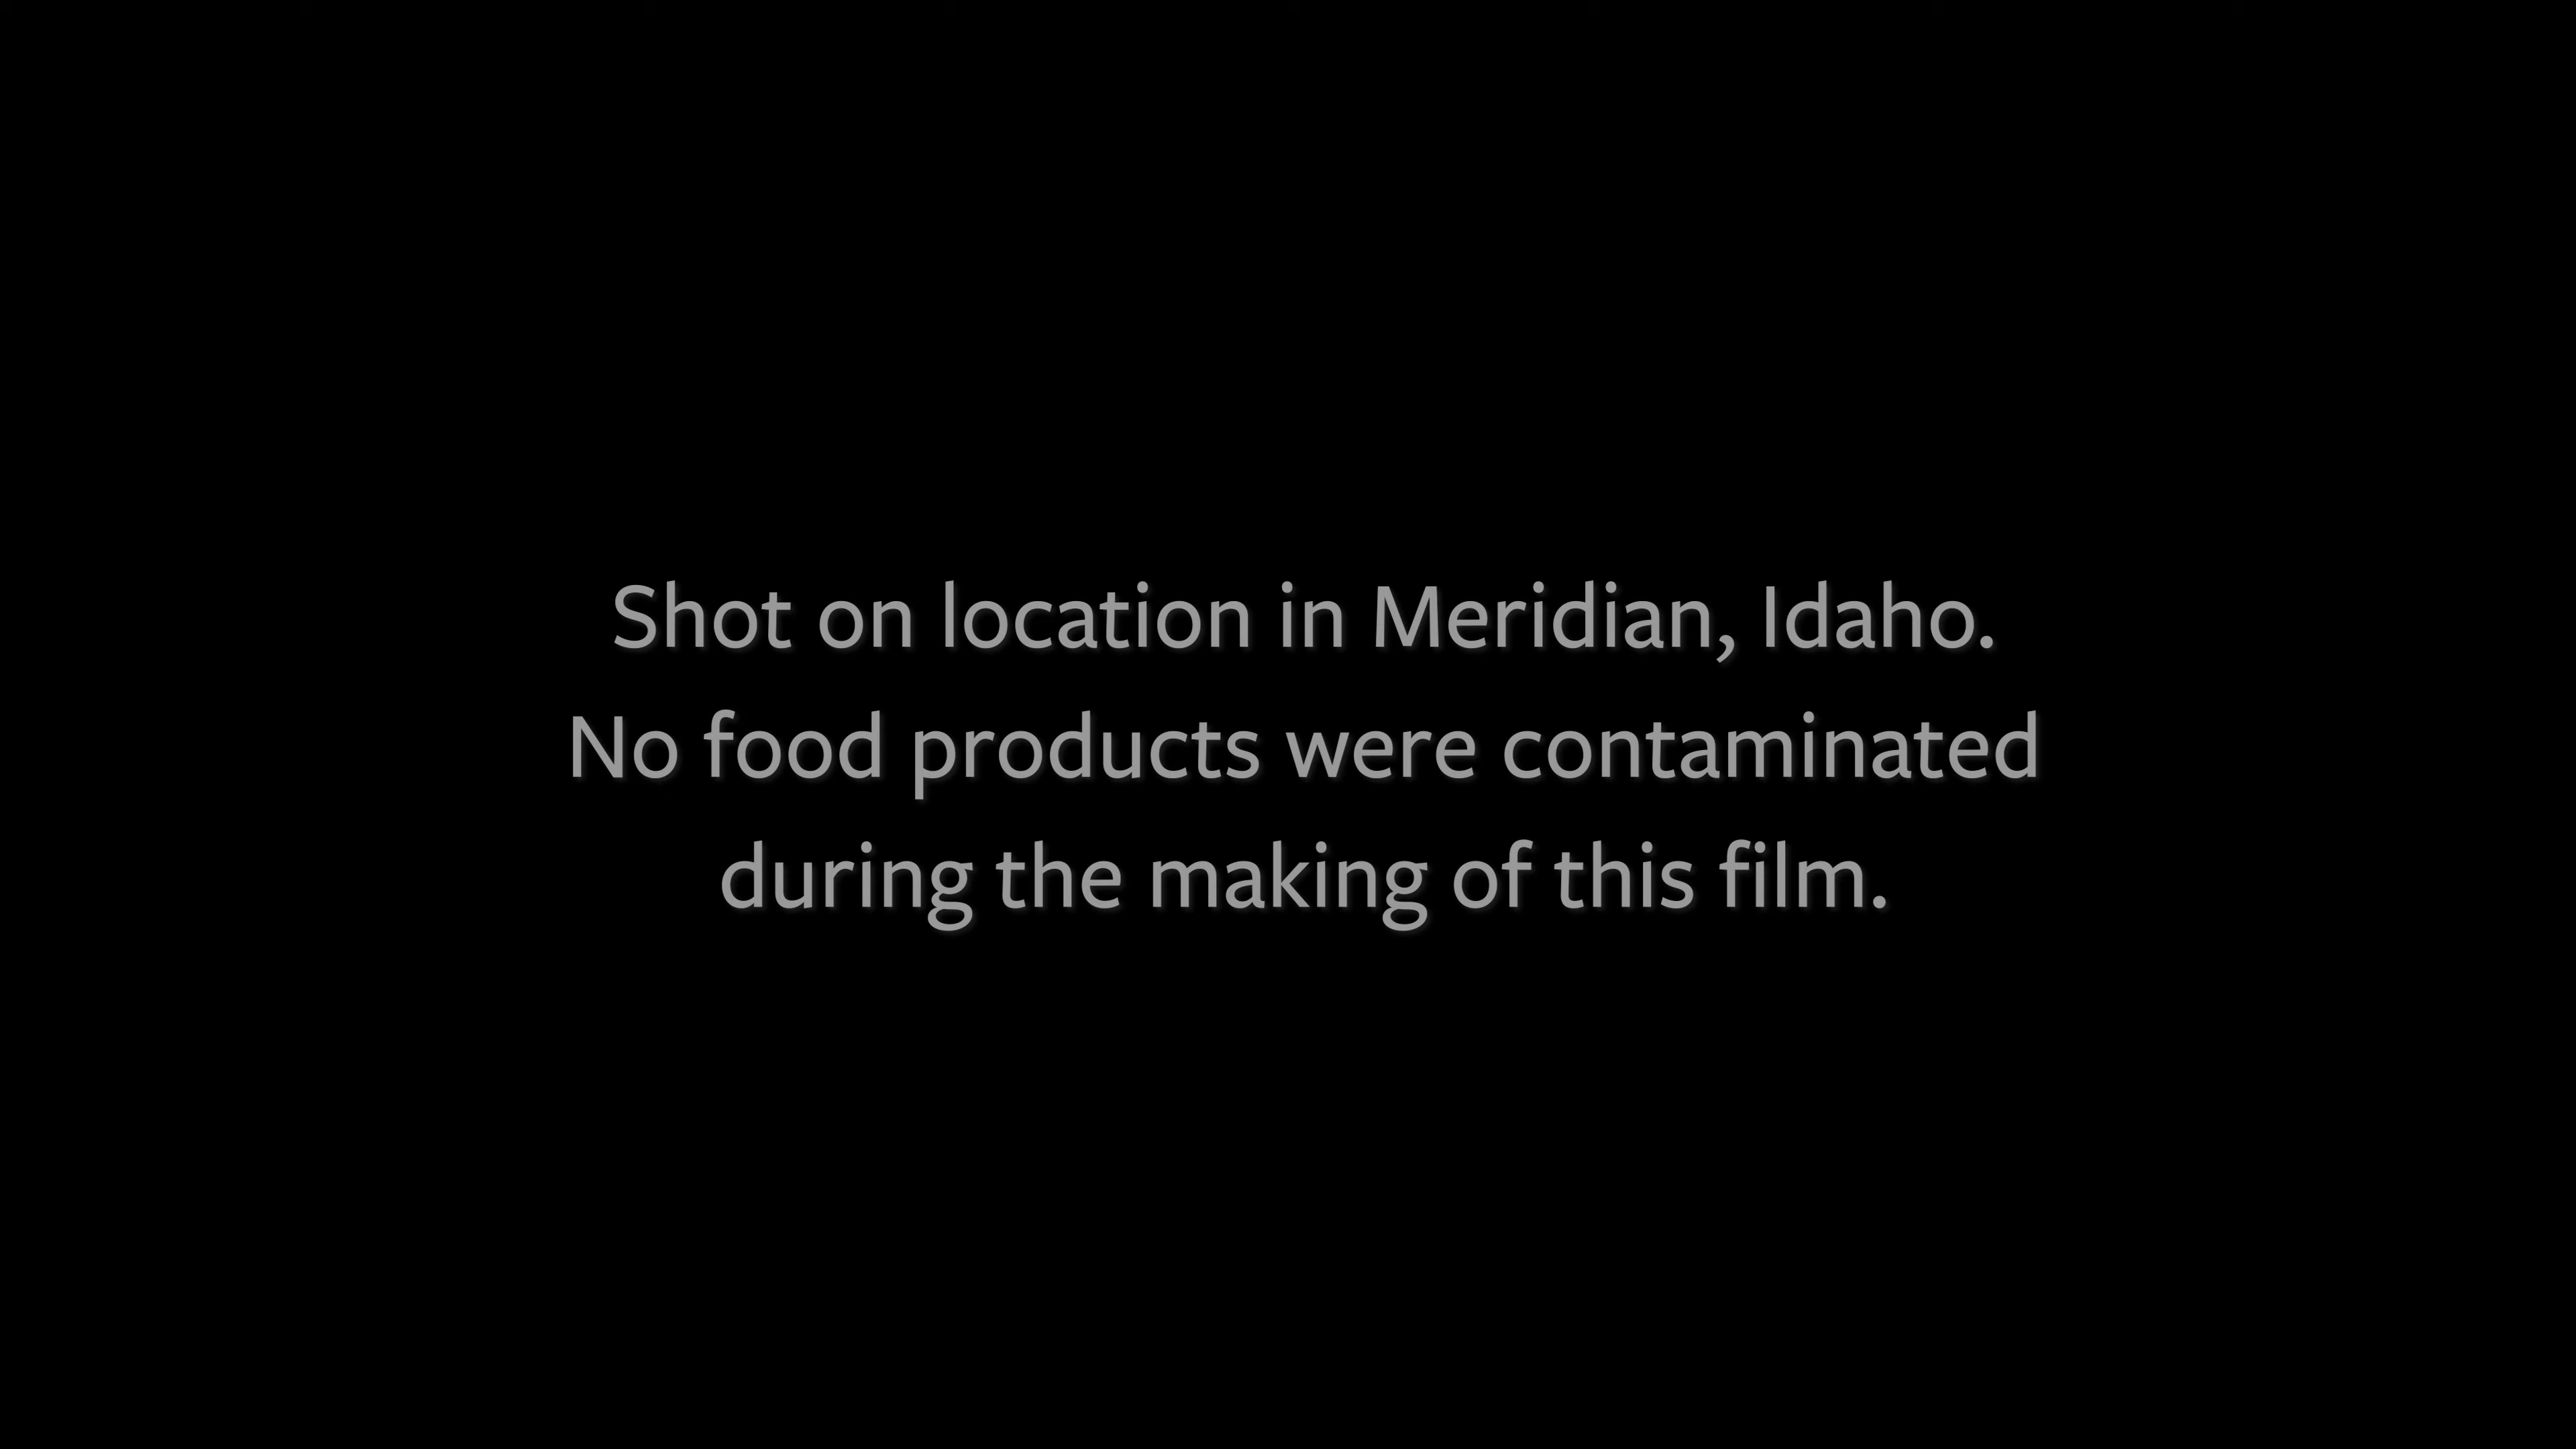 Shot on location in Meridian, Idaho.
No food products were contaminated
during the making of this film.